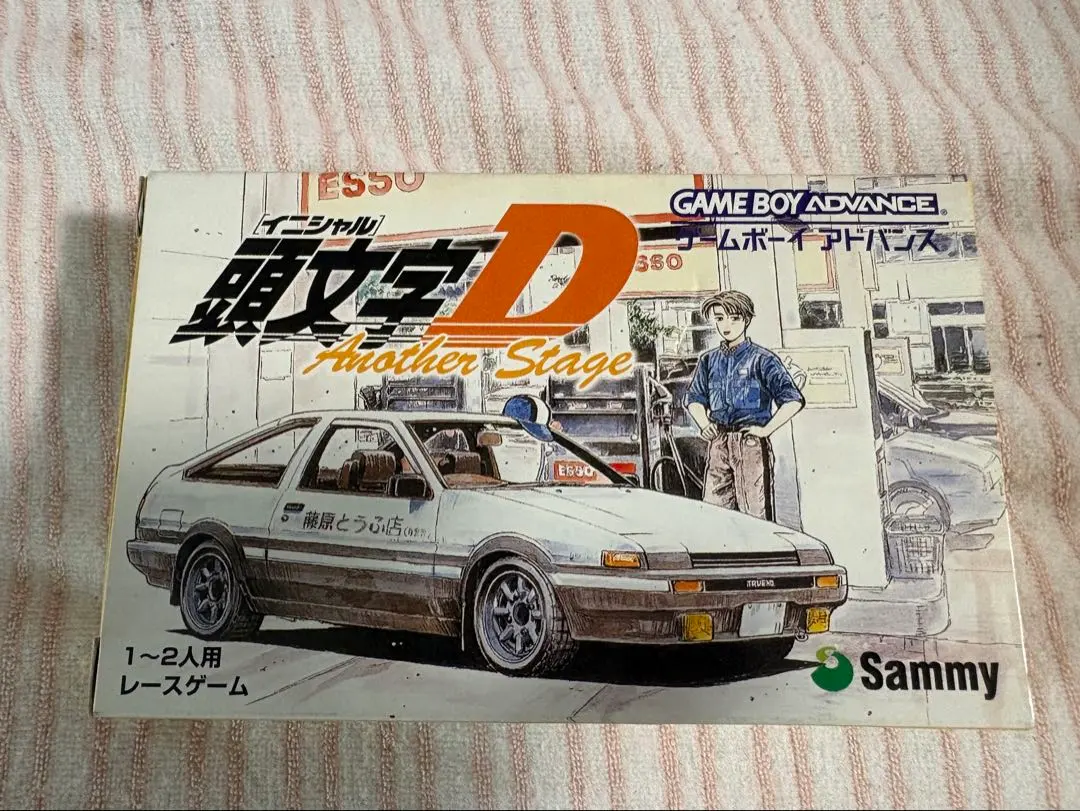 ESSO
GAME BOY ADVANCE
ゲームボーイ アドバンス
[イニシャル]
頭文字D
Another Stage
ESSO
ESSO
藤原とうふ店
TRUENO
1～2人用
レースゲーム
Sammy